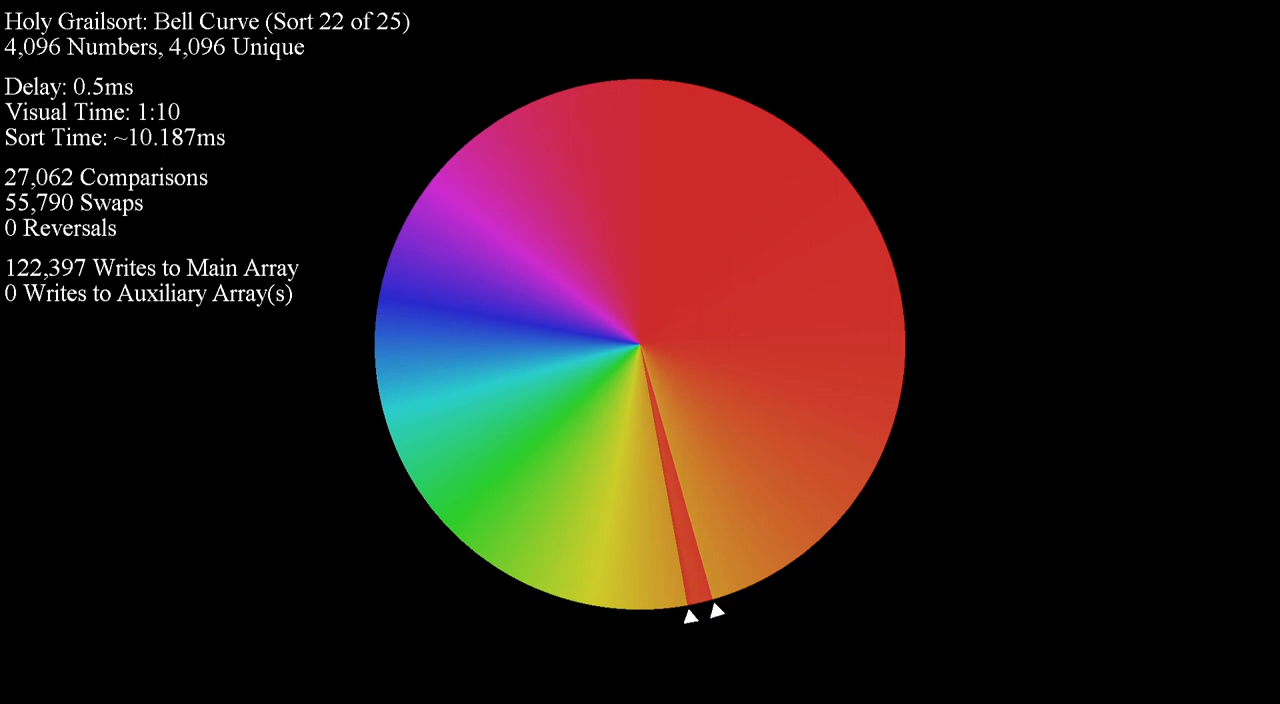 Holy Grailsort: Bell Curve (Sort 22 of 25)
4,096 Numbers, 4,096 Unique
Delay: 0.5ms
Visual Time: 1:10
Sort Time: ~10.187ms
27,062 Comparisons
55,790 Swaps
0 Reversals
122,397 Writes to Main Array
0 Writes to Auxiliary Array(s)